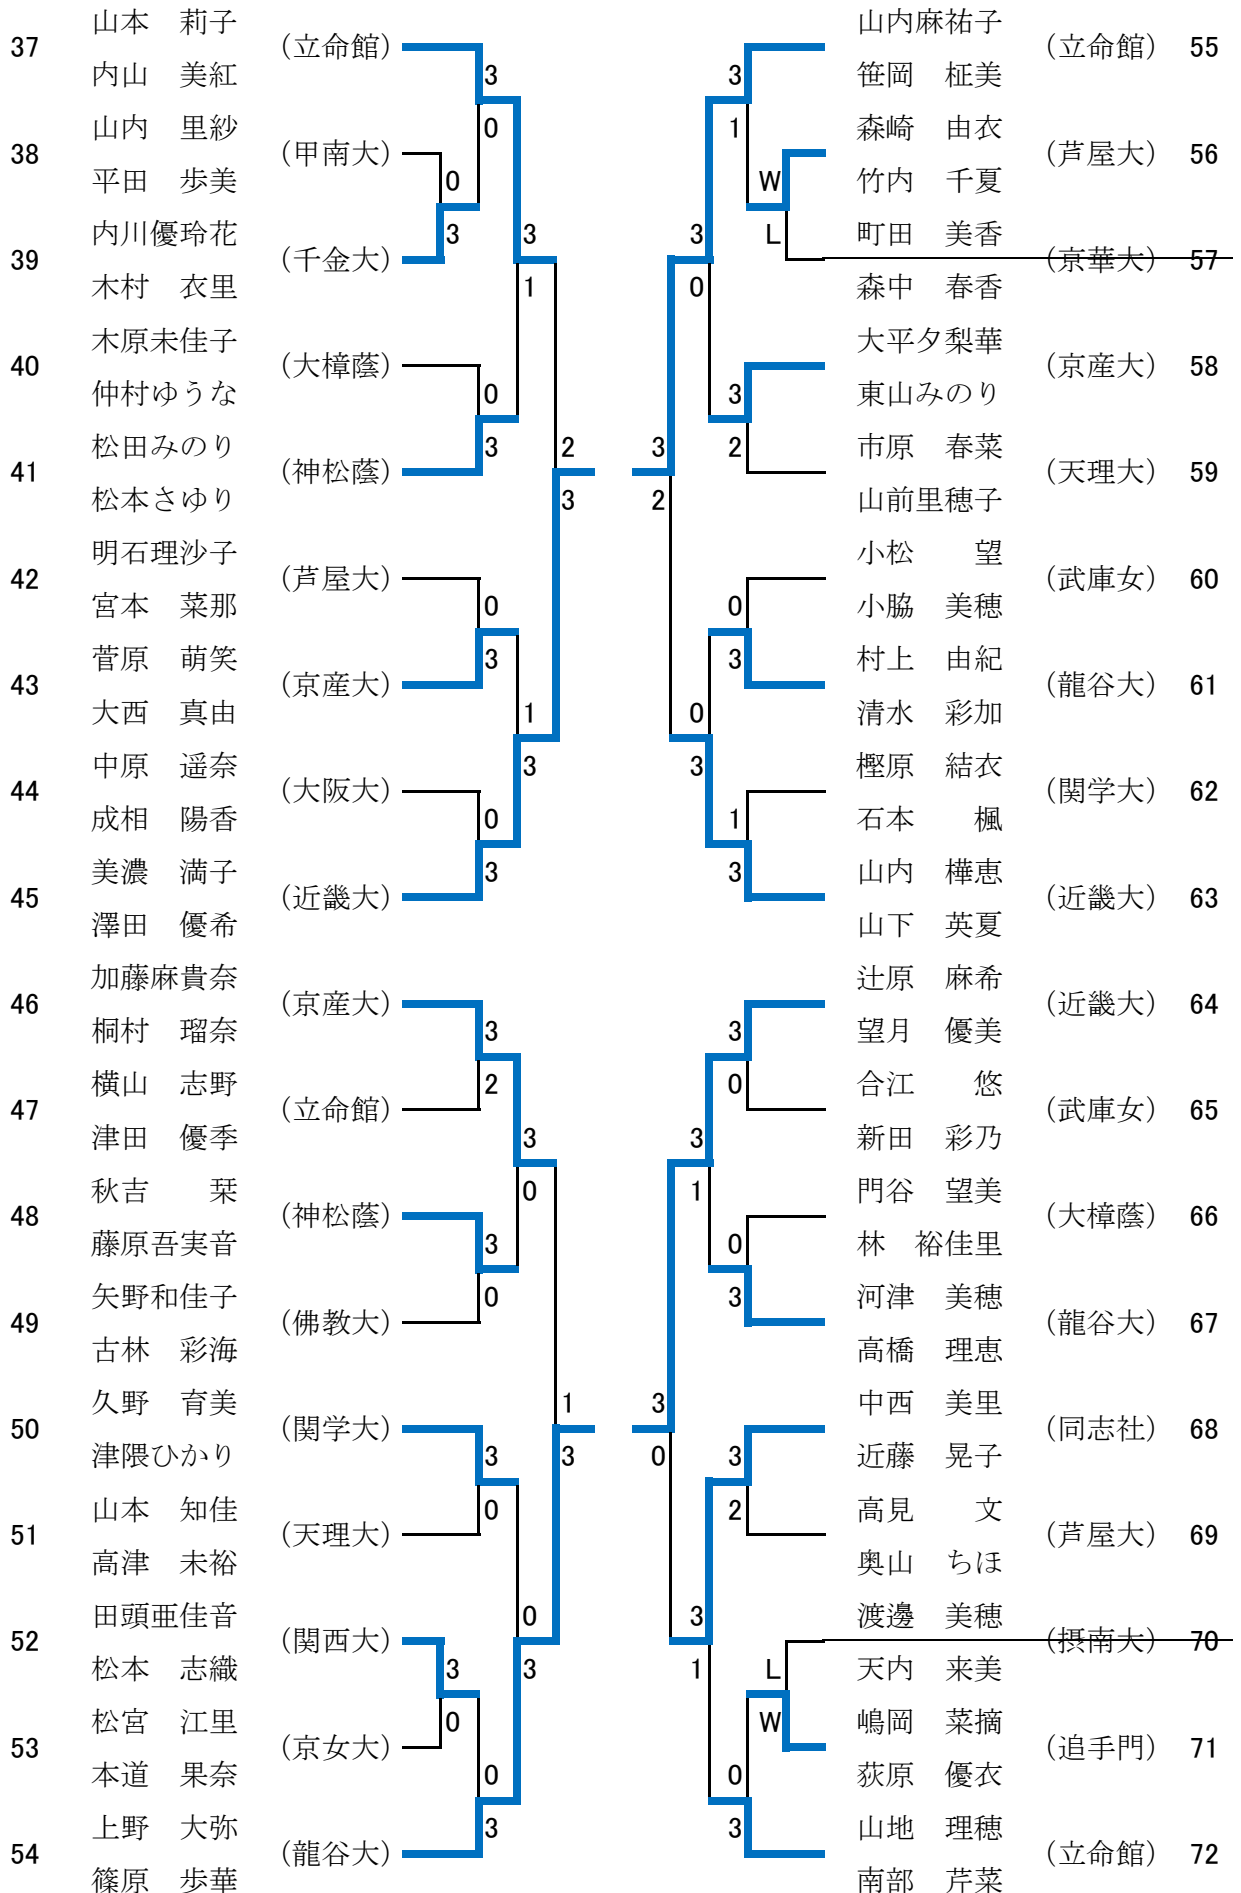 山本　莉子
37 (立命館)
内山　美紅
3
山内　里紗
0
38 (甲南大)
平田　歩美
0
内川優玲花
3 3
39 (千金大)
木村　衣里
1
木原未佳子
40 (大樟蔭)
仲村ゆうな
0
松田みのり
3 2
41 (神松蔭)
松本さゆり
3
明石理沙子
42 (芦屋大)
宮本　菜那
0
菅原　萌笑
3
43 (京産大)
大西　真由
1
中原　遥奈
3
44 (大阪大)
成相　陽香
0
美濃　満子
3
45 (近畿大)
澤田　優希
加藤麻貴奈
46 (京産大)
桐村　瑠奈
3
横山　志野
2
47 (立命館)
津田　優季
3
秋吉　　栞
0
48 (神松蔭)
藤原吾実音
3
矢野和佳子
0
49 (佛教大)
古林　彩海
久野　育美
1
50 (関学大)
津隈ひかり
3 3
山本　知佳
0
51 (天理大)
高津　未裕
田頭亜佳音
0
52 (関西大)
松本　志織
3 3
松宮　江里
0
53 (京女大)
本道　果奈
0
上野　大弥
3
54 (龍谷大)
篠原　歩華
山内麻祐子
(立命館) 55
笹岡　柾美
3
森崎　由衣
1
(芦屋大) 56
竹内　千夏
W
町田　美香
3 L
(京華大) 57
森中　春香
0
大平夕梨華
(京産大) 58
東山みのり
3
市原　春菜
3 2
(天理大) 59
山前里穂子
2
小松　　望
(武庫女) 60
小脇　美穂
0
村上　由紀
3
(龍谷大) 61
清水　彩加
0
樫原　結衣
3
(関学大) 62
石本　　楓
1
山内　樺恵
3
(近畿大) 63
山下　英夏
辻原　麻希
(近畿大) 64
望月　優美
3
合江　　悠
0
(武庫女) 65
新田　彩乃
3
門谷　望美
1
(大樟蔭) 66
林　裕佳里
0
河津　美穂
3
(龍谷大) 67
高橋　理恵
中西　美里
3
(同志社) 68
近藤　晃子
0 3
高見　　文
2
(芦屋大) 69
奥山　ちほ
渡邊　美穂
3
(摂南大) 70
天内　来美
1 L
嶋岡　菜摘
W
(追手門) 71
荻原　優衣
0
山地　理穂
3
(立命館) 72
南部　芹菜